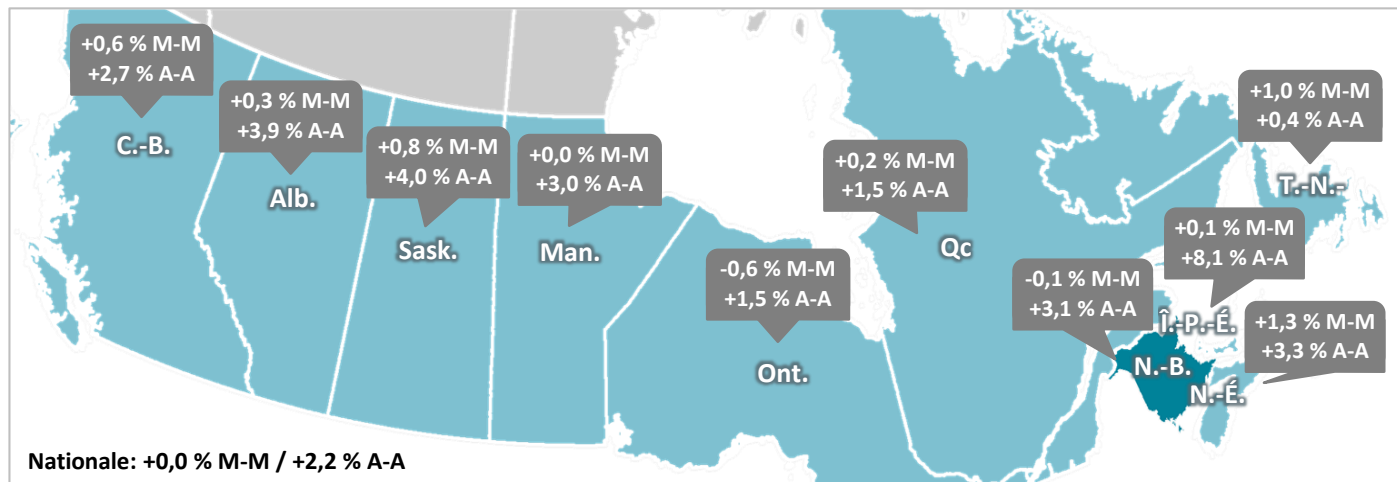 +0,6 % M-M
+2,7 % A-A
C.-B.
+0,3 % M-M
+3,9 % A-A
Alb.
+0,8 % M-M
+4,0 % A-A
Sask.
+0,0 % M-M
+3,0 % A-A
Man.
-0,6 % M-M
+1,5 % A-A
Ont.
+0,2 % M-M
+1,5 % A-A
Qc
+1,0 % M-M
+0,4 % A-A
T.-N.-
+0,1 % M-M
+8,1 % A-A
Î.-P.-É.
-0,1 % M-M
+3,1 % A-A
N.-B.
+1,3 % M-M
+3,3 % A-A
N.-É.
Nationale: +0,0 % M-M / +2,2 % A-A